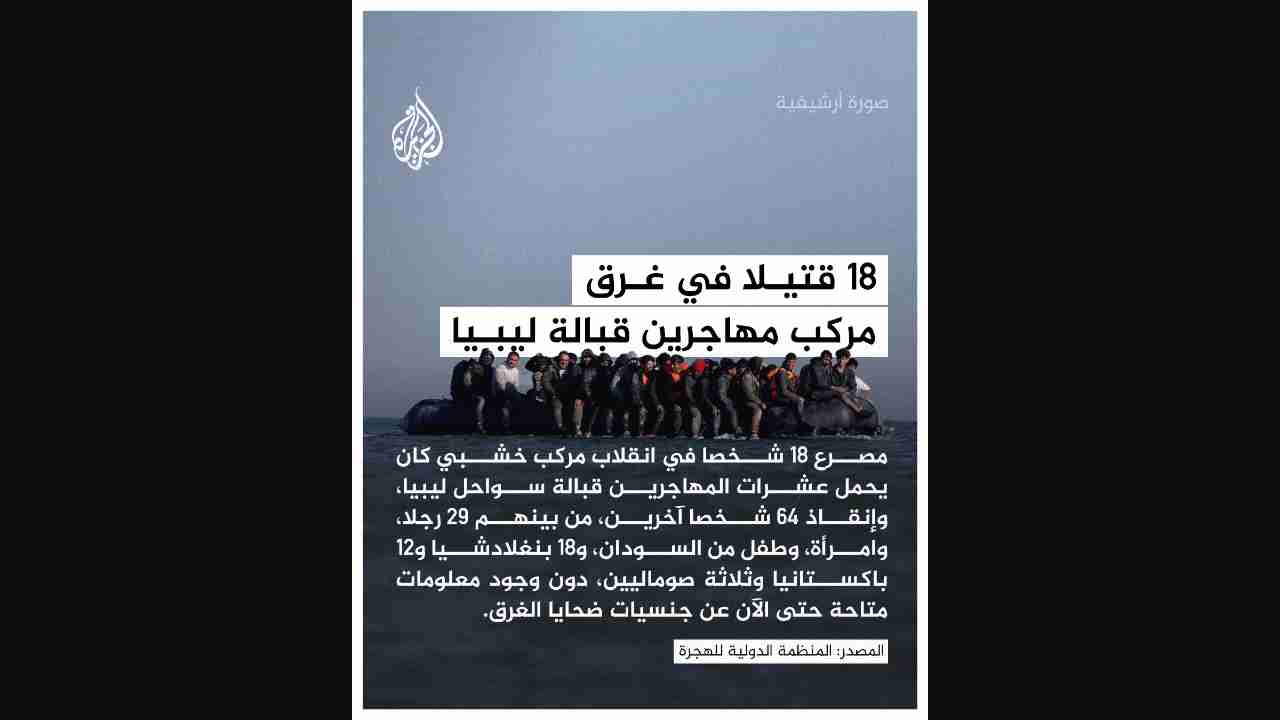 صورة أرشيفية
الجزيرة
18 قتيلا في غرق
مركب مهاجرين قبالة ليبيا
مصرع 18 شخصا في انقلاب مركب خشبي كان
يحمل عشرات المهاجرين قبالة سواحل ليبيا،
وإنقاذ 64 شخصا آخرين، من بينهم 29 رجلا،
وامرأة، وطفل من السودان، و18 بنغلادشيا و12
باكستانيا وثلاثة صوماليين، دون وجود معلومات
متاحة حتى الآن عن جنسيات ضحايا الغرق.
المصدر: المنظمة الدولية للهجرة